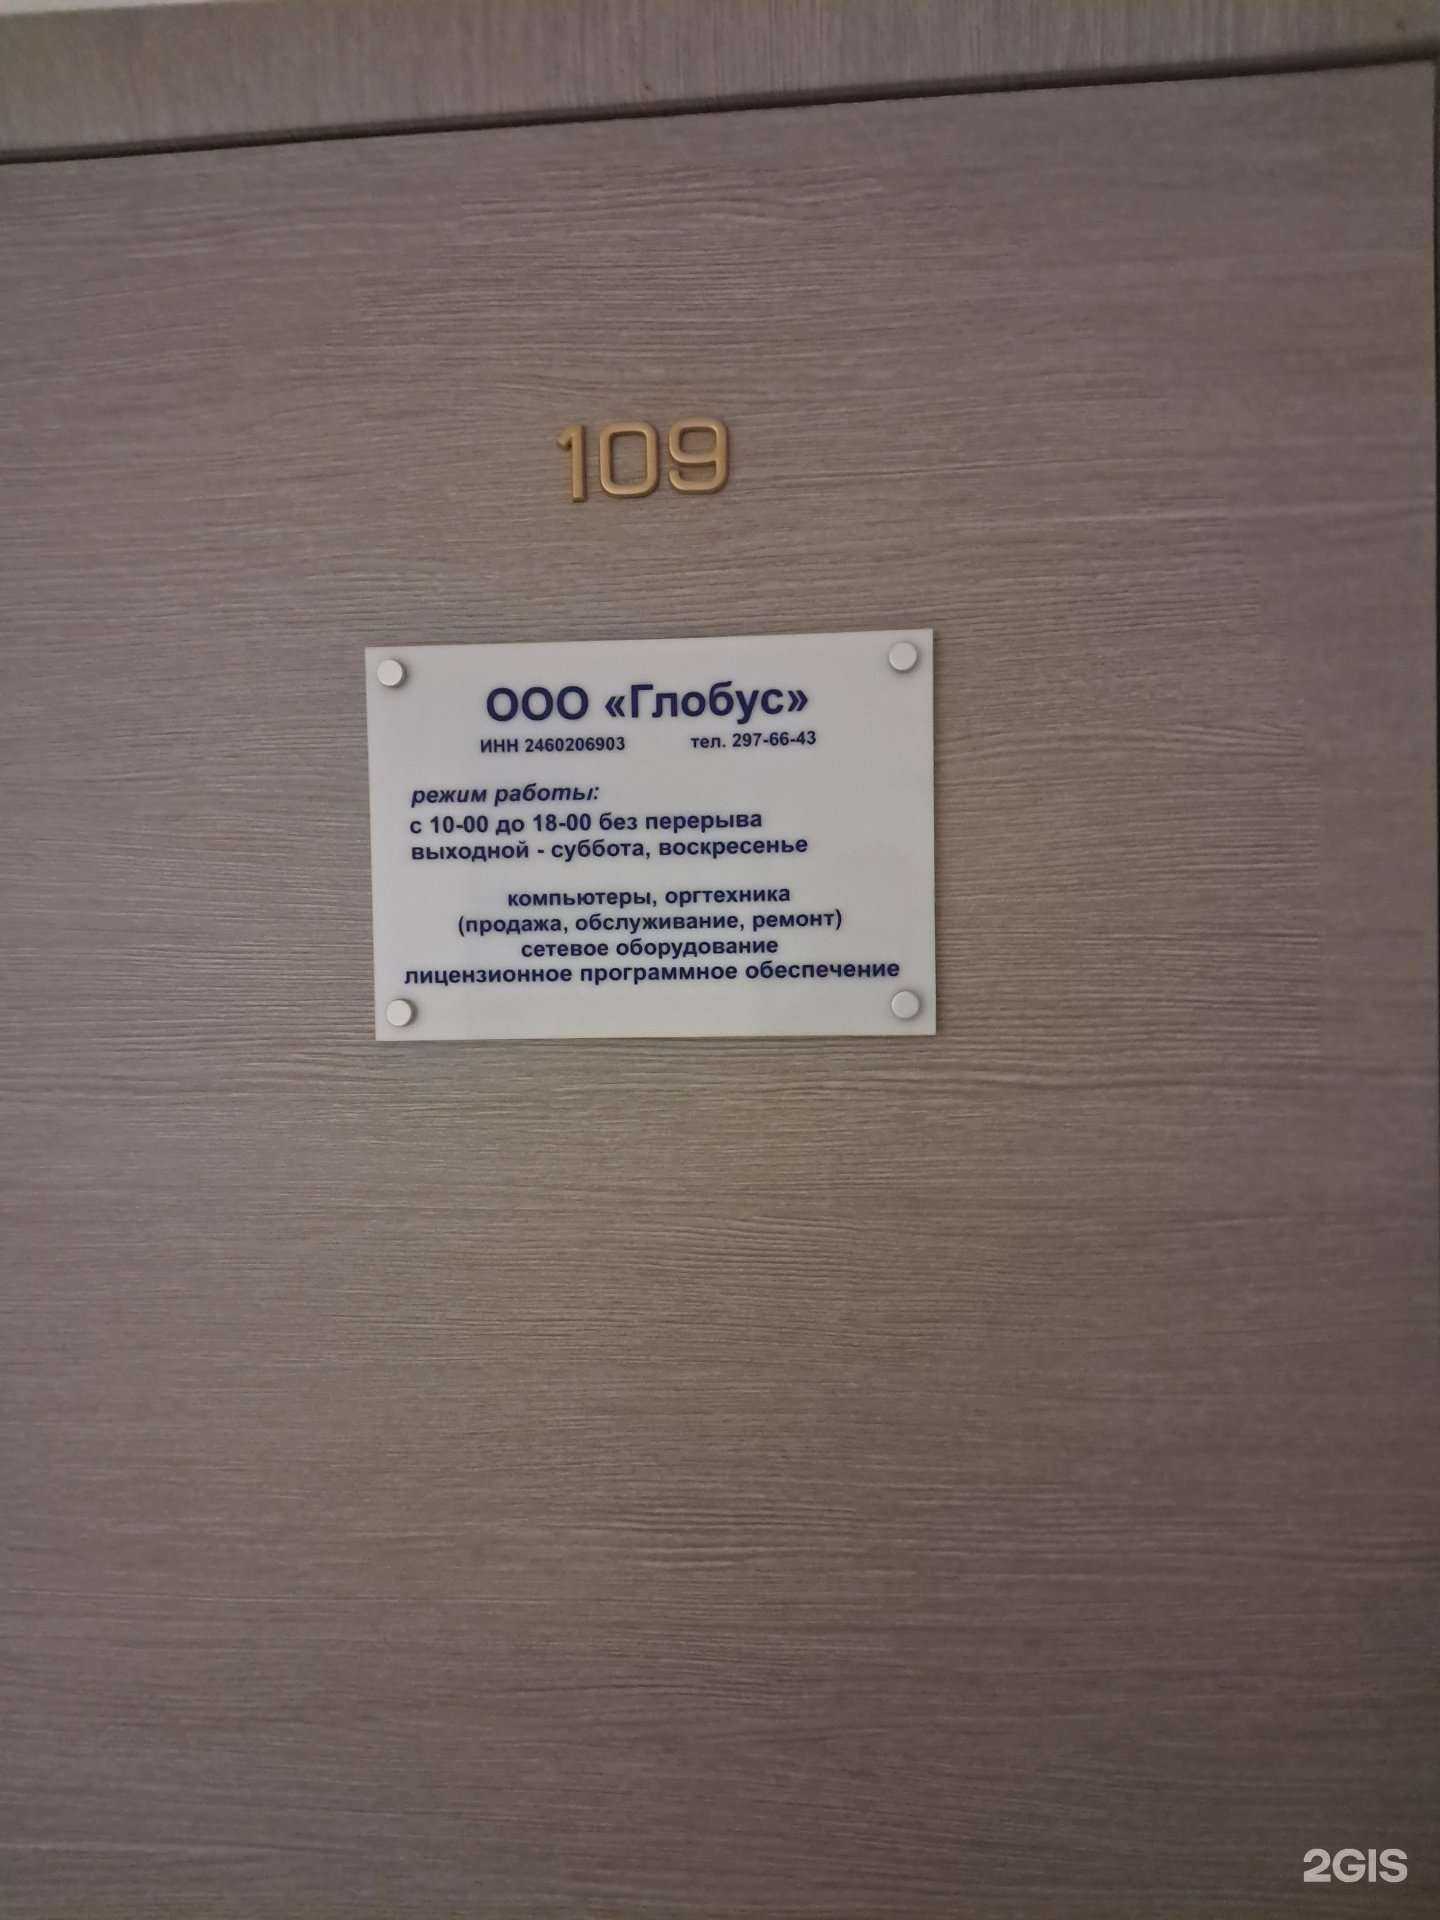 109
ООО «Глобус»
ИНН 2460206903 тел. 297-66-43
режим работы:
с 10-00 до 18-00 без перерыва
выходной - суббота, воскресенье
компьютеры, оргтехника
(продажа, обслуживание, ремонт)
сетевое оборудование
лицензионное программное обеспечение
2GIS